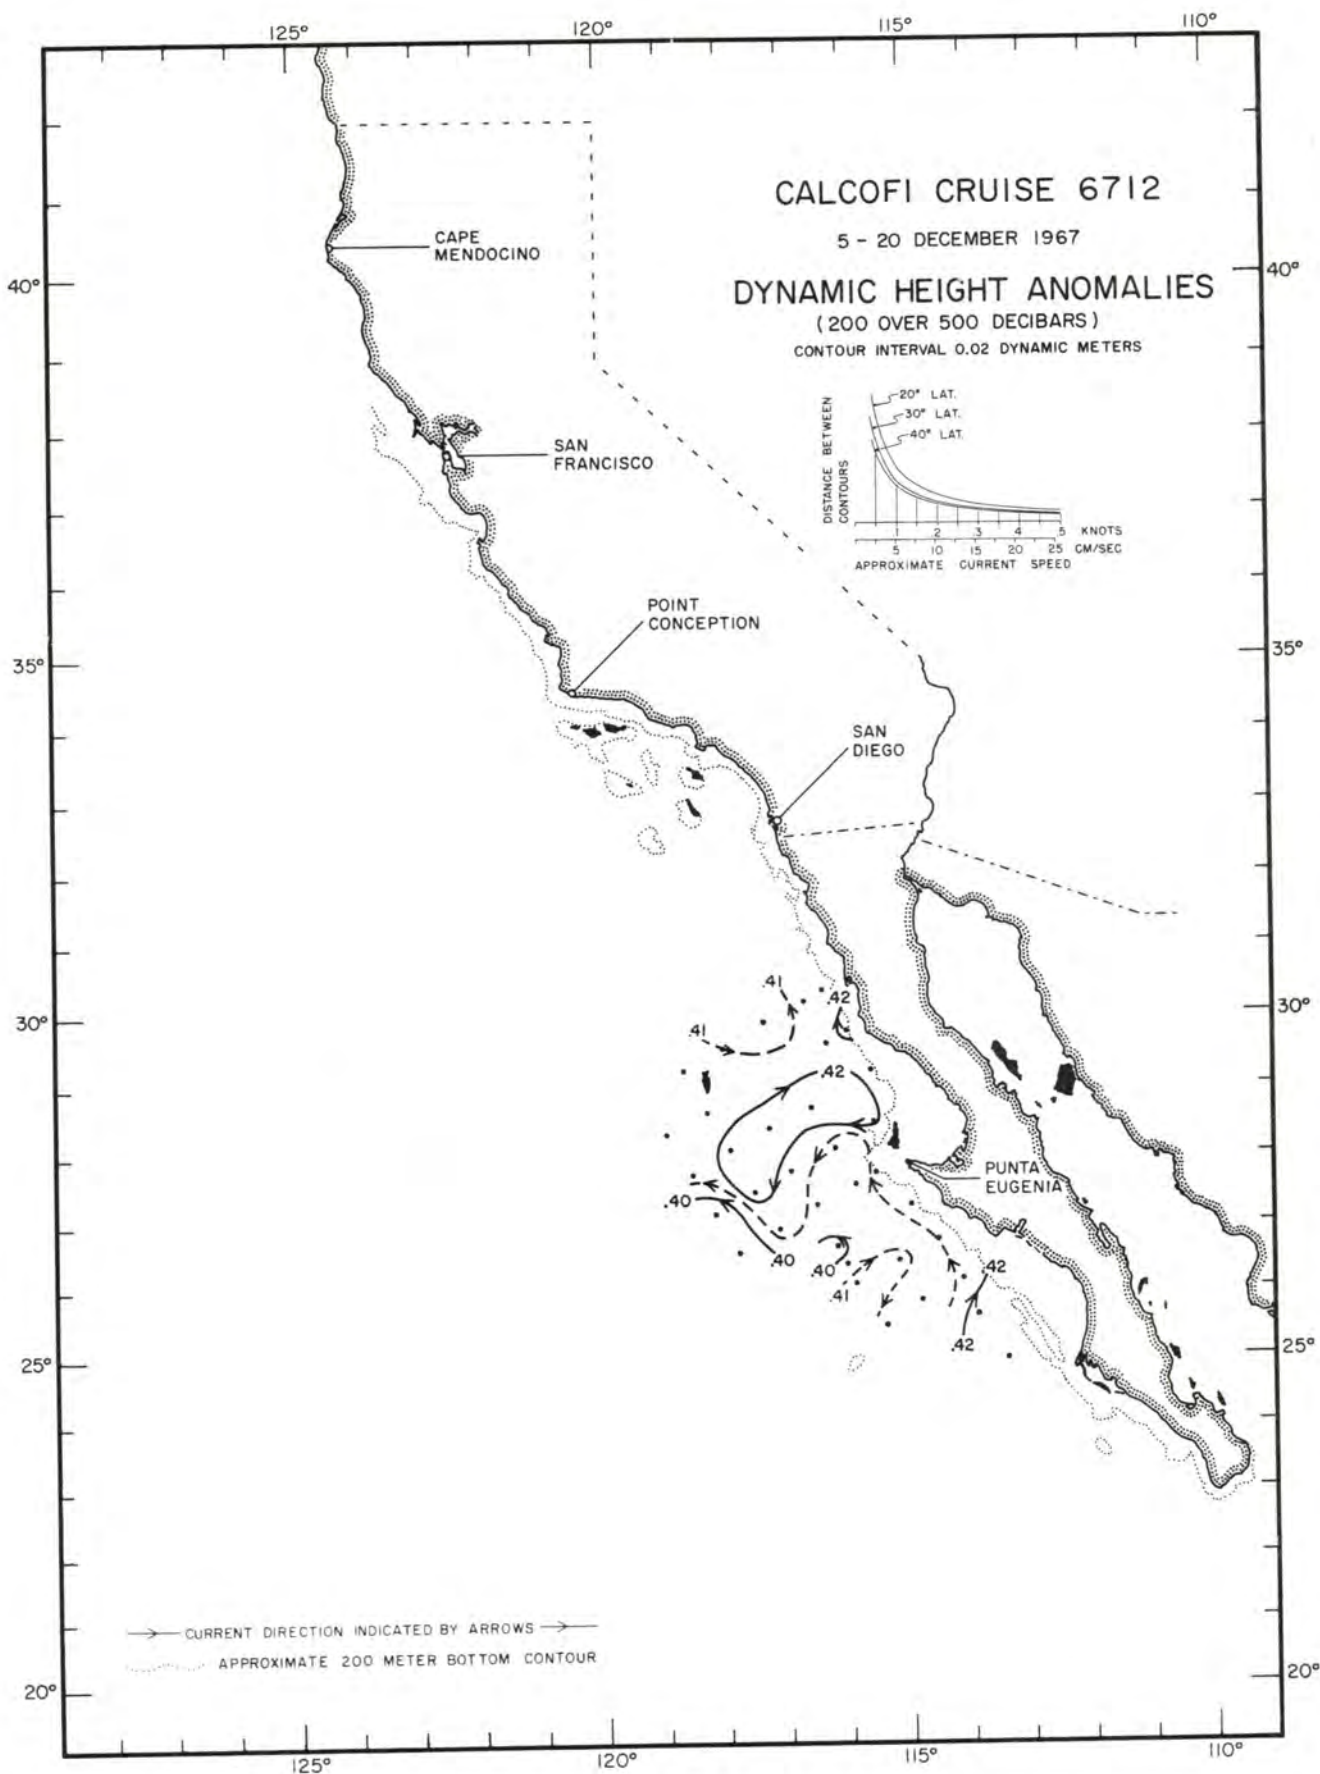 125°
120°
115°
110°
CALCOFI CRUISE 6712
5 - 20 DECEMBER 1967
DYNAMIC HEIGHT ANOMALIES
(200 OVER 500 DECIBARS)
CONTOUR INTERVAL 0.02 DYNAMIC METERS
CAPE
MENDOCINO
40°
40°
DISTANCE BETWEEN
CONTOURS
20° LAT.
30° LAT.
40° LAT.
.1 .2 .3 .4 .5 KNOTS
5 10 15 20 25 CM/SEC
APPROXIMATE CURRENT SPEED
SAN
FRANCISCO
POINT
CONCEPTION
35°
35°
SAN
DIEGO
.41
.42
30°
30°
.41
.42
PUNTA
EUGENIA
.40
.40
.40
.41
.42
.42
25°
25°
CURRENT DIRECTION INDICATED BY ARROWS
APPROXIMATE 200 METER BOTTOM CONTOUR
20°
20°
125°
120°
115°
110°